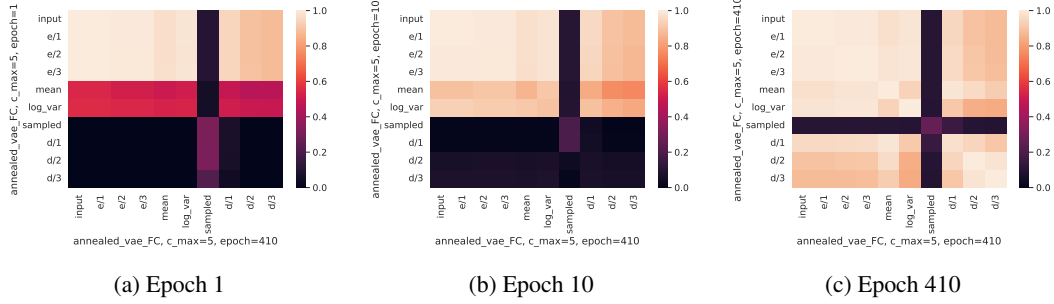 annealed_vae_FC, c_max=5, epoch=1
input
e/1
e/2
e/3
mean
log_var
sampled
d/1
d/2
d/3
input
e/1
e/2
e/3
mean
log_var
sampled
d/1
d/2
d/3
annealed_vae_FC, c_max=5, epoch=410
1.0
0.8
0.6
0.4
0.2
0.0
(a) Epoch 1
annealed_vae_FC, c_max=5, epoch=10
input
e/1
e/2
e/3
mean
log_var
sampled
d/1
d/2
d/3
input
e/1
e/2
e/3
mean
log_var
sampled
d/1
d/2
d/3
annealed_vae_FC, c_max=5, epoch=410
1.0
0.8
0.6
0.4
0.2
0.0
(b) Epoch 10
annealed_vae_FC, c_max=5, epoch=410
input
e/1
e/2
e/3
mean
log_var
sampled
d/1
d/2
d/3
input
e/1
e/2
e/3
mean
log_var
sampled
d/1
d/2
d/3
annealed_vae_FC, c_max=5, epoch=410
1.0
0.8
0.6
0.4
0.2
0.0
(c) Epoch 410